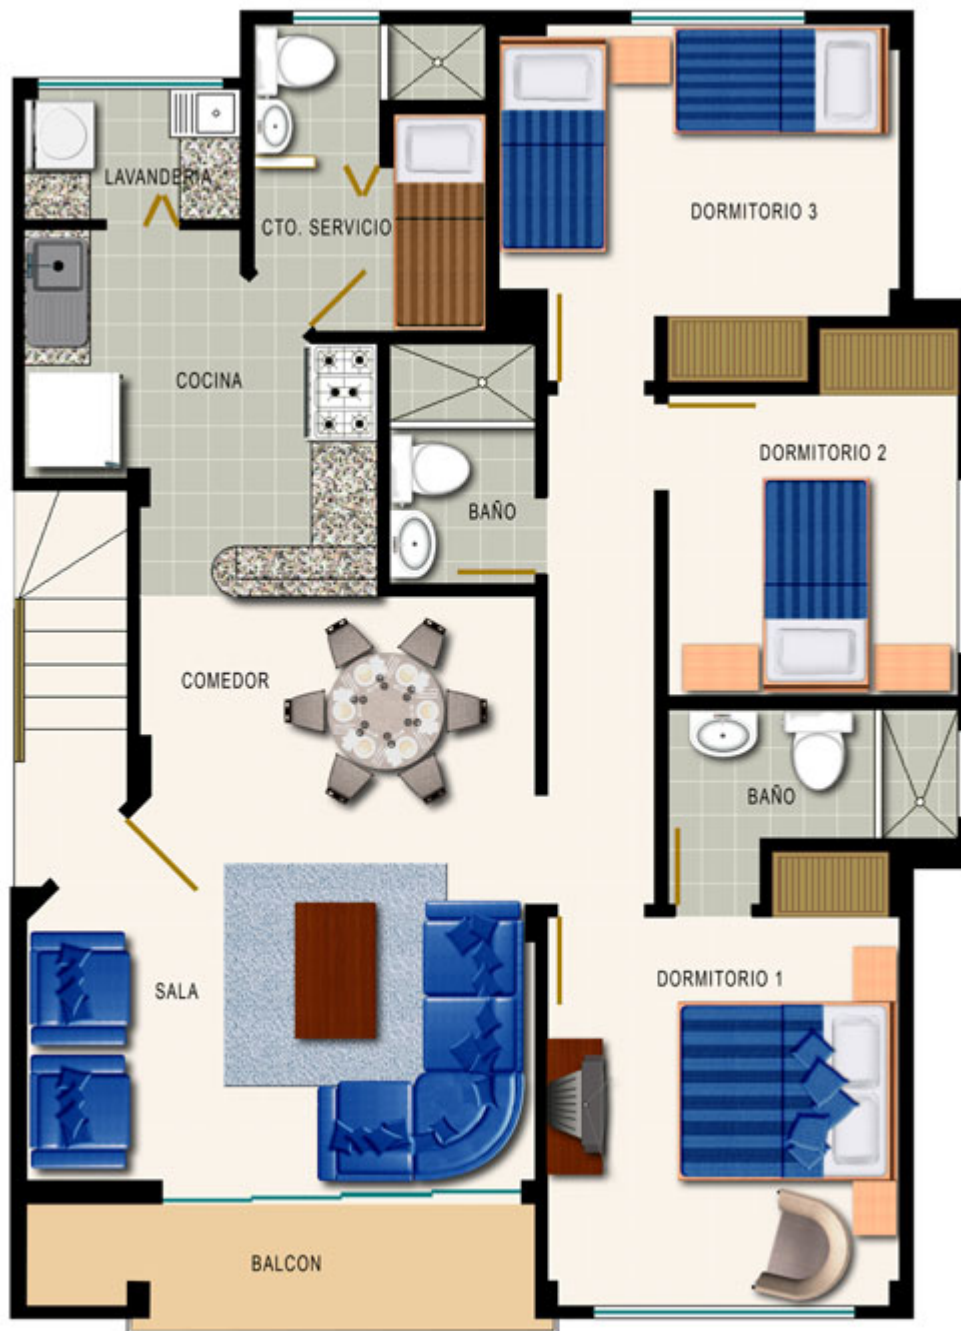 LAVANDERIA
CTO. SERVICIO
DORMITORIO 3
COCINA
DORMITORIO 2
BAÑO
COMEDOR
BAÑO
DORMITORIO 1
SALA
BALCON